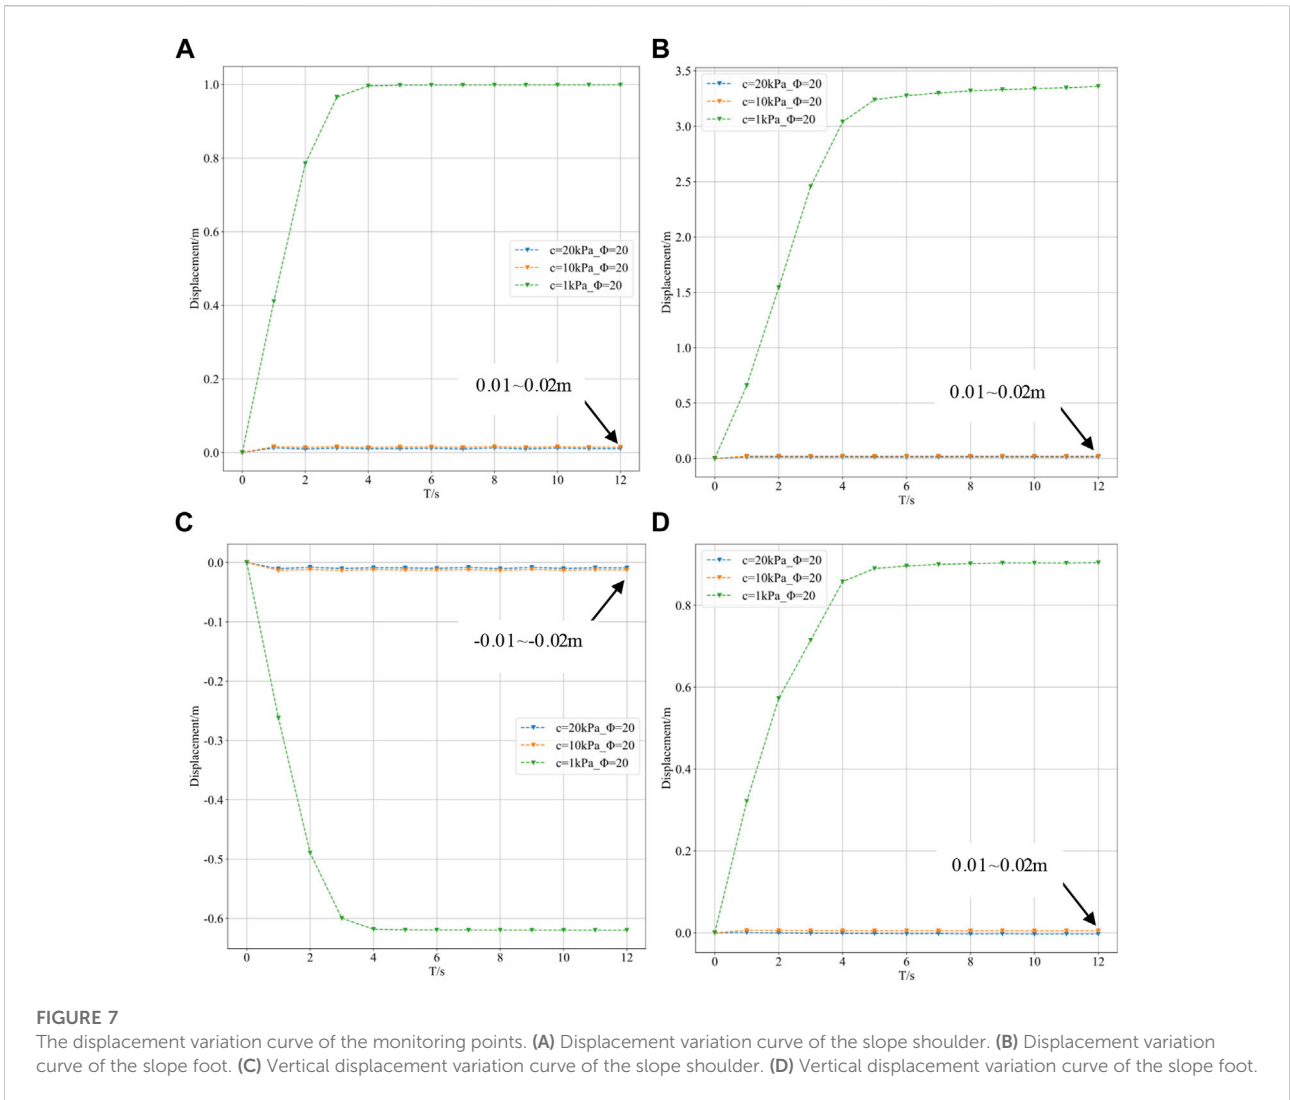 A
1.0
0.8
0.6
0.4
0.2
0.0
Displacement/m
c=20kPa_Φ=20
c=10kPa_Φ=20
c=1kPa_Φ=20
0.01~0.02m
0 2 4 6 8 10 12
T/s
B
3.5
3.0
2.5
2.0
1.5
1.0
0.5
0.0
Displacement/m
c=20kPa_Φ=20
c=10kPa_Φ=20
c=1kPa_Φ=20
0.01~0.02m
0 2 4 6 8 10 12
T/s
C
0.0
-0.1
-0.2
-0.3
-0.4
-0.5
-0.6
Displacement/m
-0.01~-0.02m
c=20kPa_Φ=20
c=10kPa_Φ=20
c=1kPa_Φ=20
0 2 4 6 8 10 12
T/s
D
0.8
0.6
0.4
0.2
0.0
Displacement/m
c=20kPa_Φ=20
c=10kPa_Φ=20
c=1kPa_Φ=20
0.01~0.02m
0 2 4 6 8 10 12
T/s
FIGURE 7
The displacement variation curve of the monitoring points. (A) Displacement variation curve of the slope shoulder. (B) Displacement variation
curve of the slope foot. (C) Vertical displacement variation curve of the slope shoulder. (D) Vertical displacement variation curve of the slope foot.